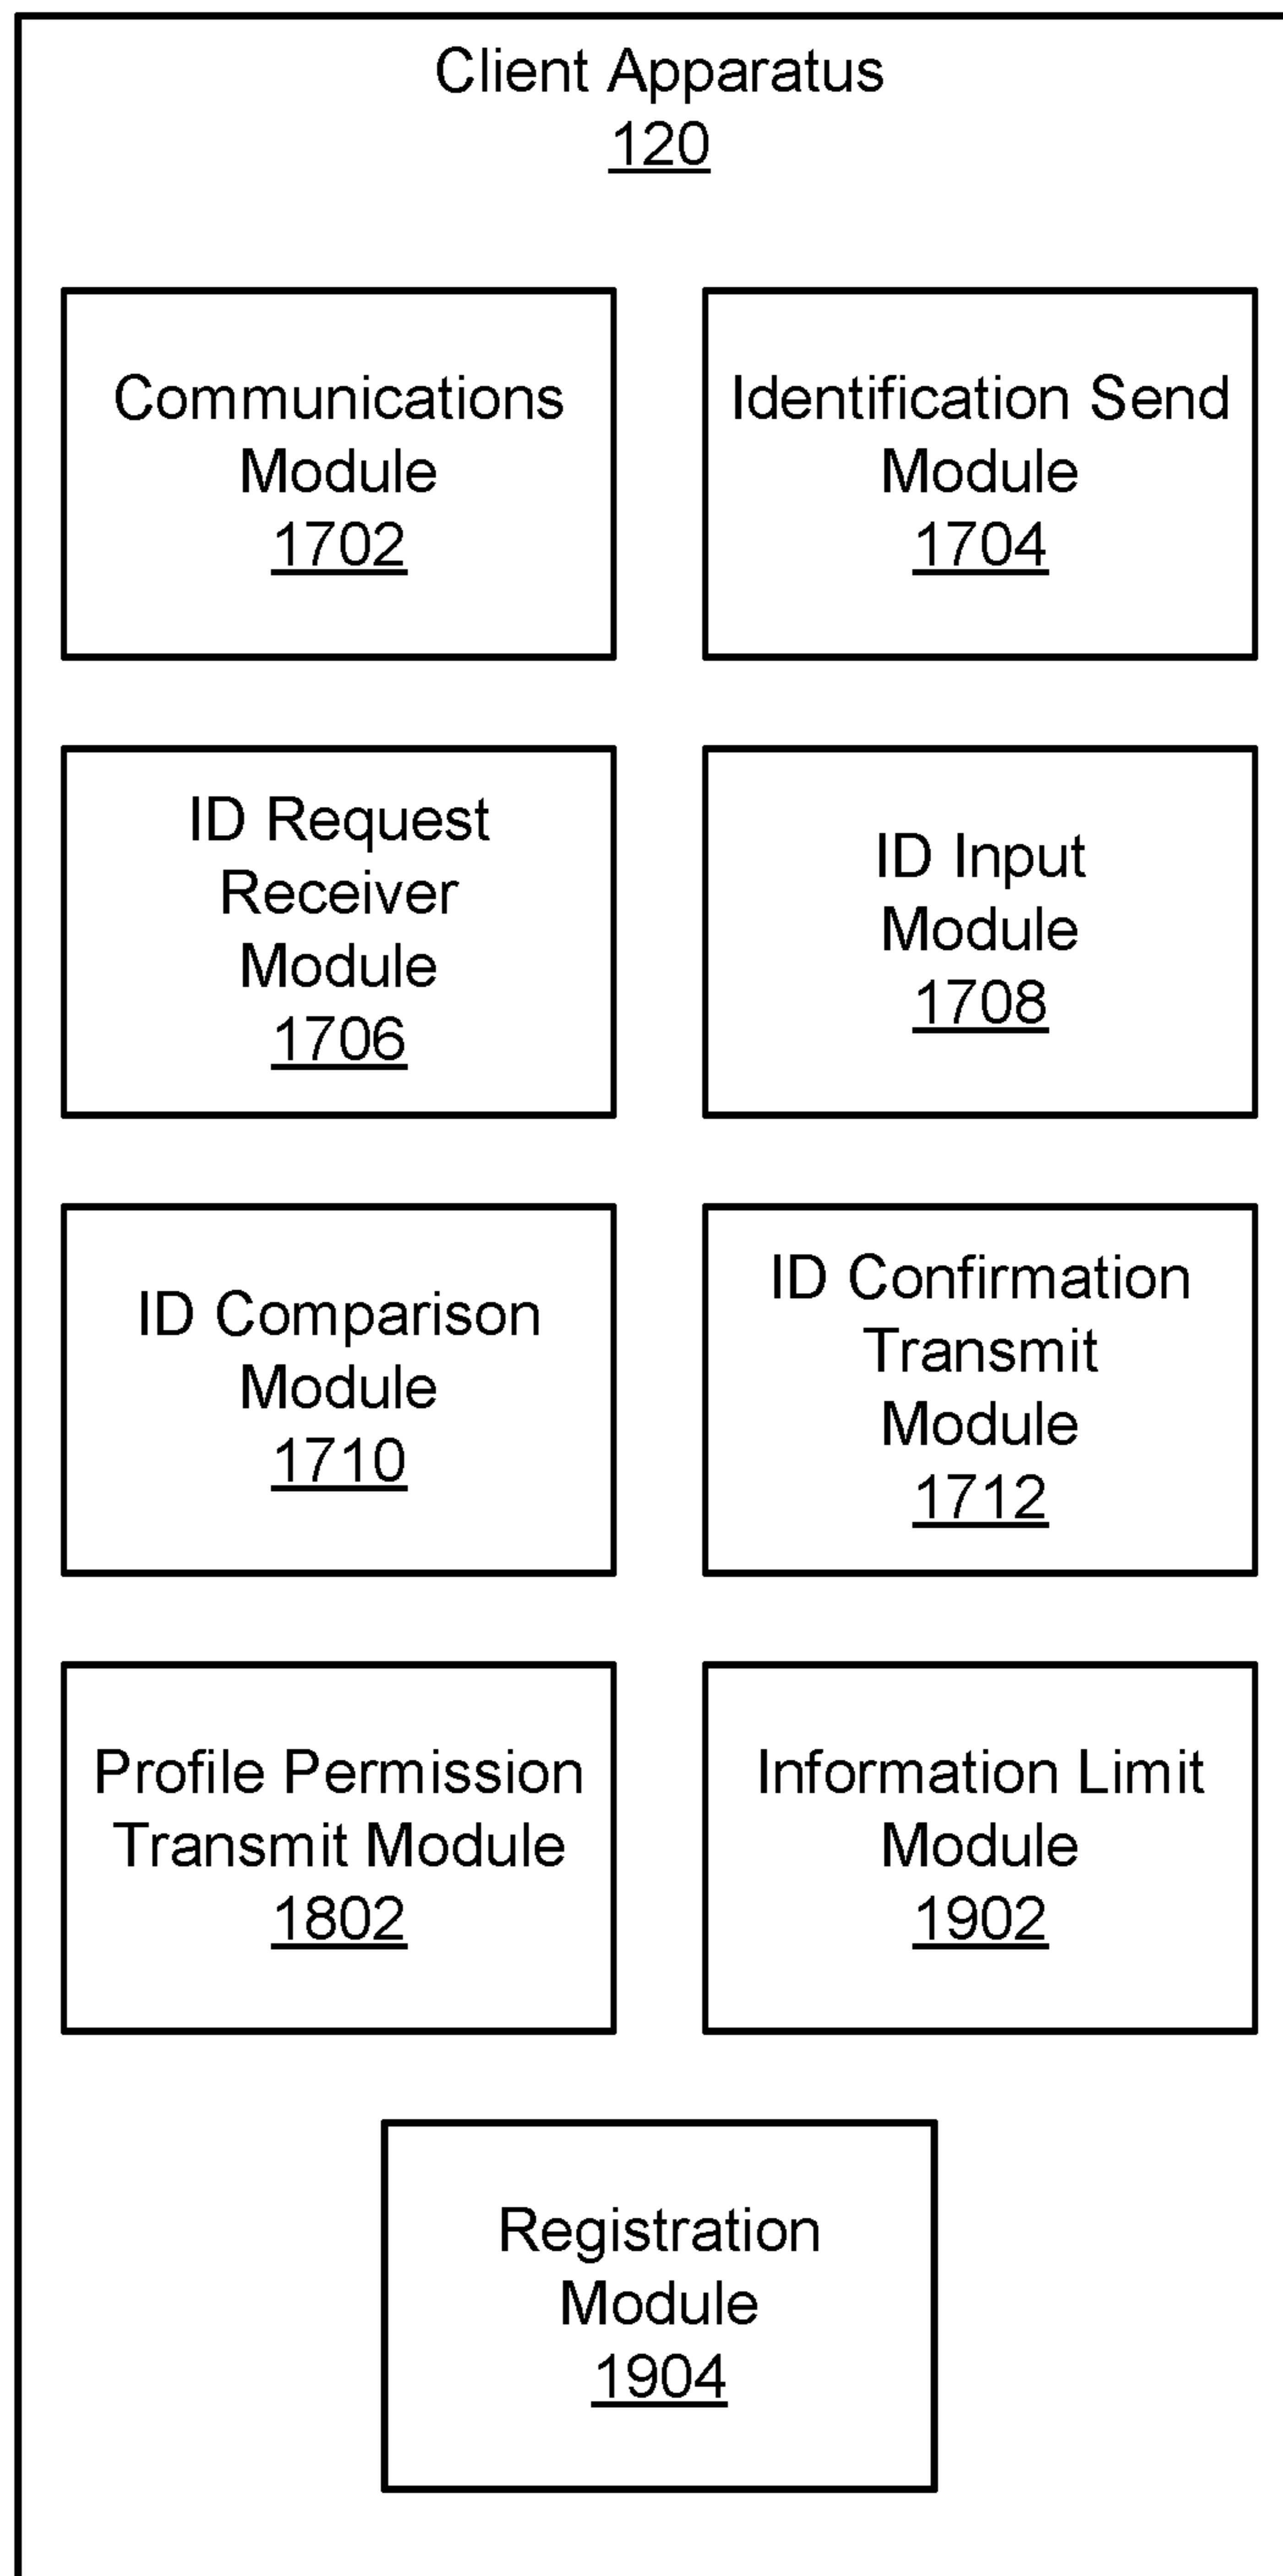 Client Apparatus
120
Communications
Module
1702
Identification Send
Module
1704
ID Request
Receiver
Module
1706
ID Input
Module
1708
ID Comparison
Module
1710
ID Confirmation
Transmit
Module
1712
Profile Permission
Transmit Module
1802
Information Limit
Module
1902
Registration
Module
1904